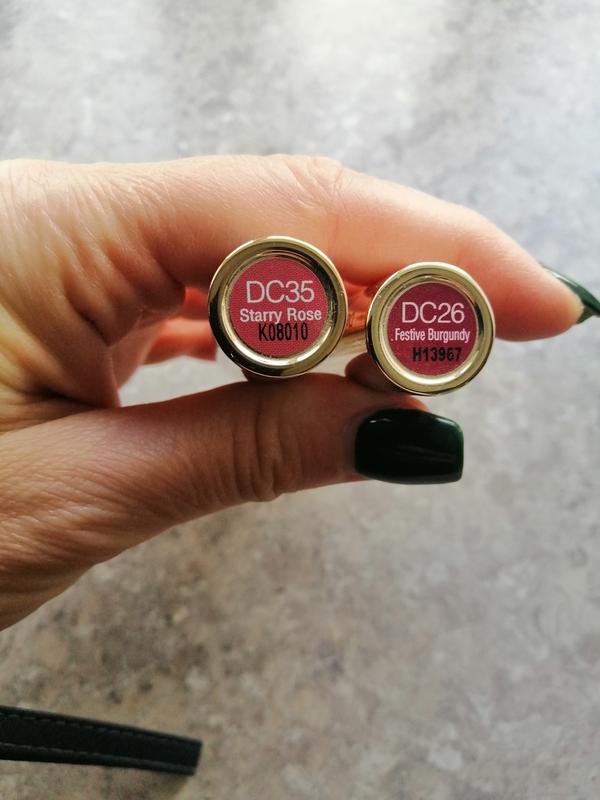 DC35
Starry Rose
K08010
DC26
Festive Burgundy
H13967